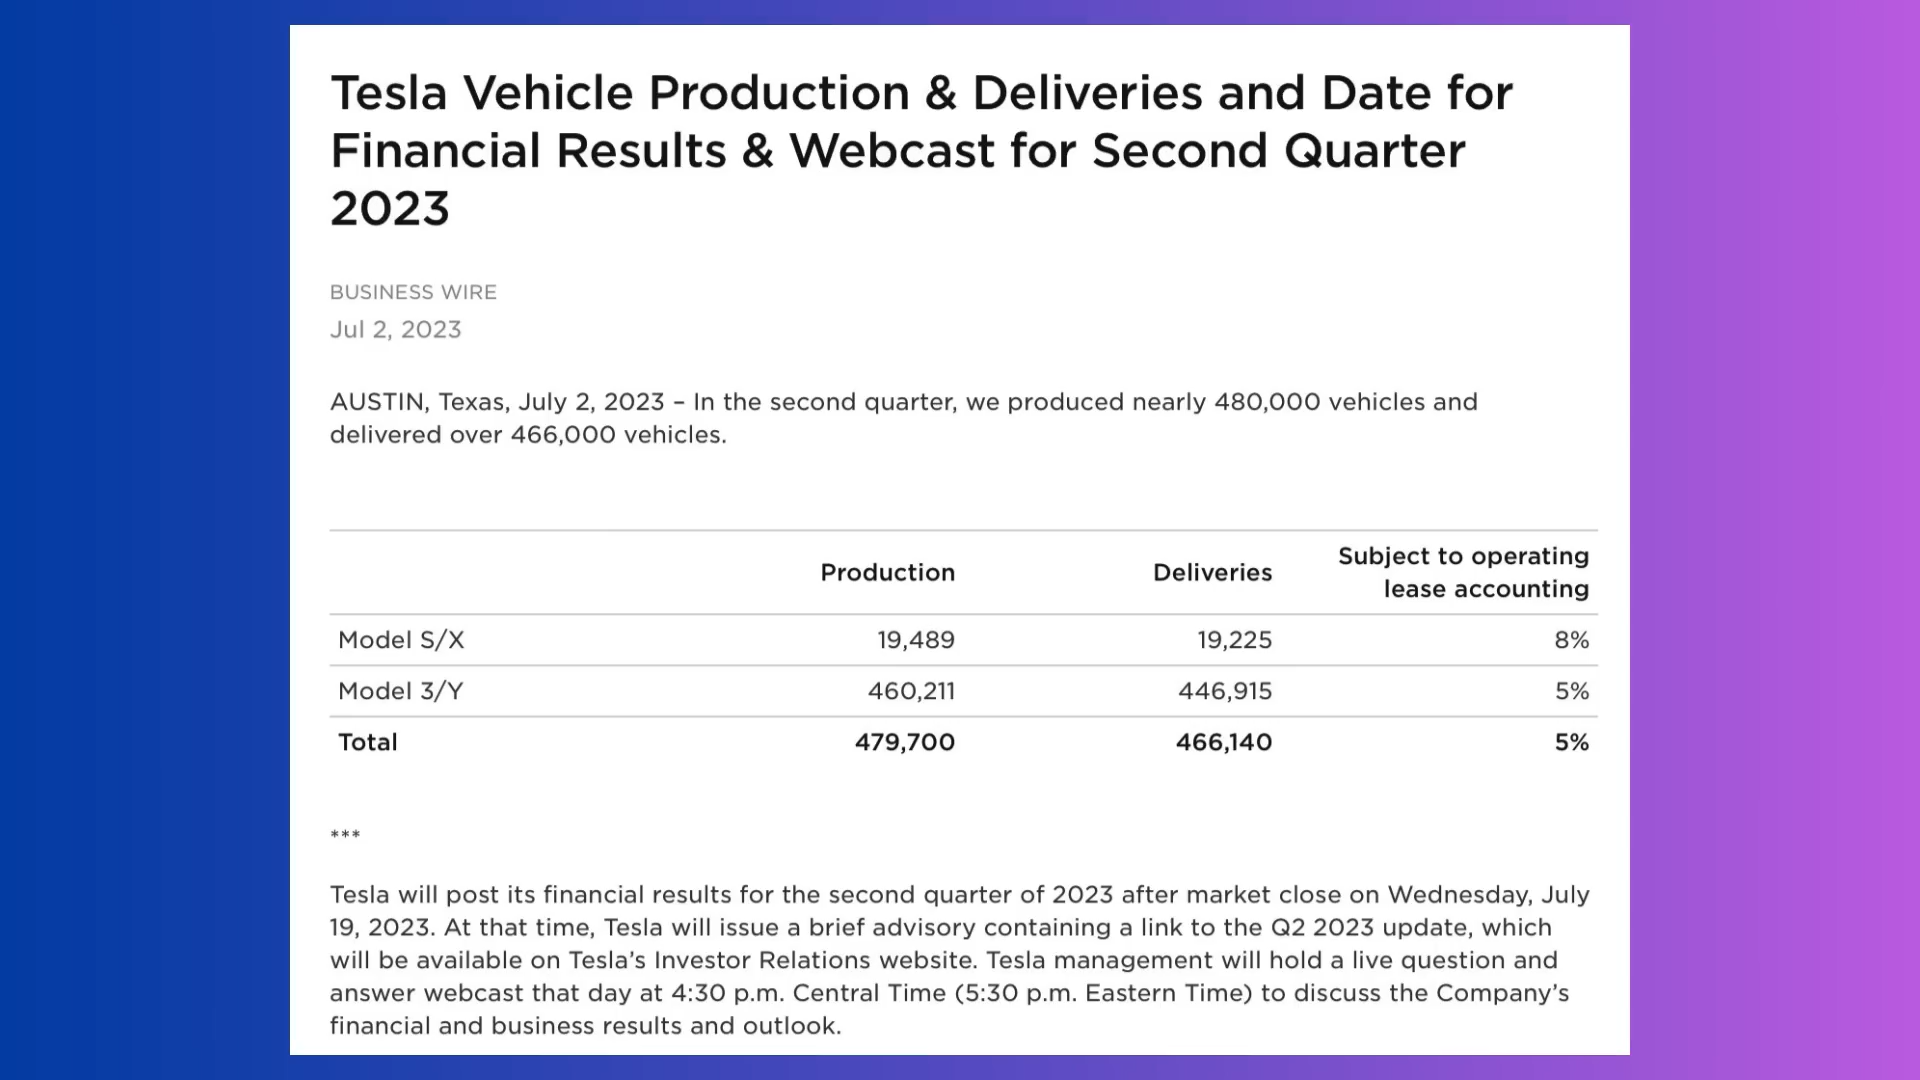 Tesla Vehicle Production & Deliveries and Date for
Financial Results & Webcast for Second Quarter
2023
BUSINESS WIRE
Jul 2, 2023
AUSTIN, Texas, July 2, 2023 – In the second quarter, we produced nearly 480,000 vehicles and
delivered over 466,000 vehicles.
Production Deliveries Subject to operating
lease accounting
Model S/X 19,489 19,225 8%
Model 3/Y 460,211 446,915 5%
Total 479,700 466,140 5%
***
Tesla will post its financial results for the second quarter of 2023 after market close on Wednesday, July
19, 2023. At that time, Tesla will issue a brief advisory containing a link to the Q2 2023 update, which
will be available on Tesla’s Investor Relations website. Tesla management will hold a live question and
answer webcast that day at 4:30 p.m. Central Time (5:30 p.m. Eastern Time) to discuss the Company’s
financial and business results and outlook.